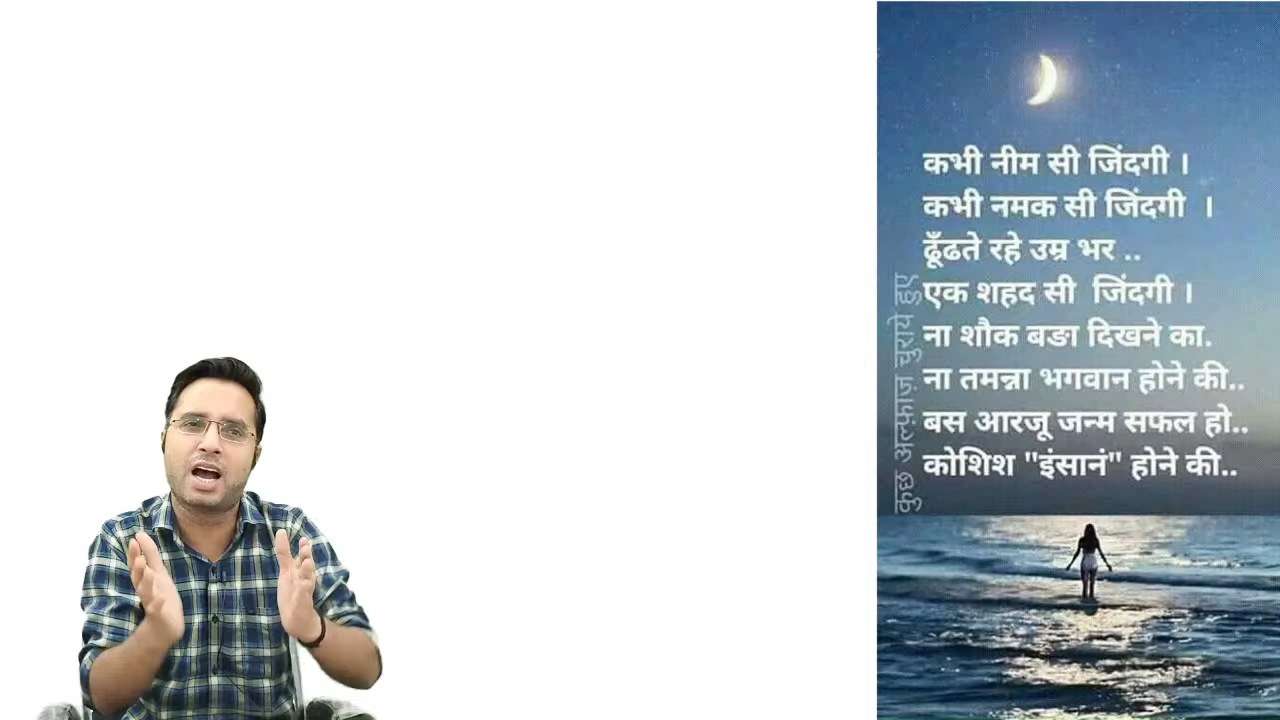 कभी नीम सी जिंदगी ।
कभी नमक सी जिंदगी ।
ढूँढते रहे उम्र भर ..
एक शहद सी जिंदगी ।
ना शौक बङा दिखने का.
ना तमन्ना भगवान होने की..
बस आरजू जन्म सफल हो..
कोशिश "इंसानं" होने की..
कुछ अल्फ़ाज़ चुराये हुए